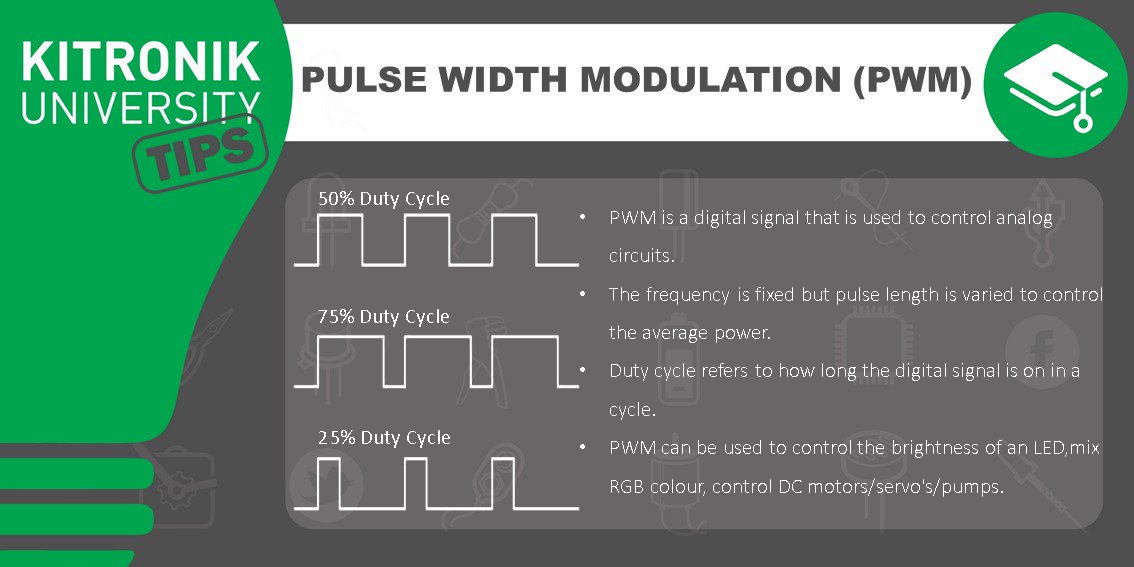 KITRONIK
UNIVERSITY
TIPS
PULSE WIDTH MODULATION (PWM)
50% Duty Cycle
75% Duty Cycle
25% Duty Cycle
• PWM is a digital signal that is used to control analog
circuits.
• The frequency is fixed but pulse length is varied to control
the average power.
• Duty cycle refers to how long the digital signal is on in a
cycle.
• PWM can be used to control the brightness of an LED,mix
RGB colour, control DC motors/servo's/pumps.